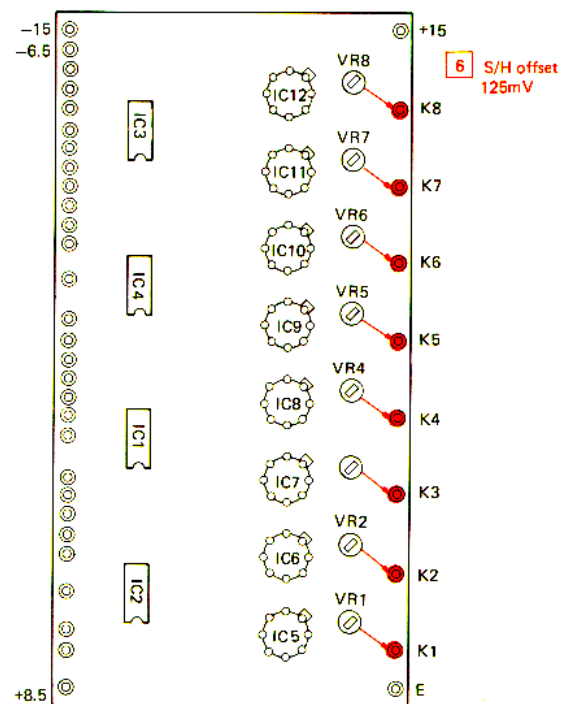 -15
+15
-6.5
6 S/H offset
125mV
VR8
IC12
K8
IC3
VR7
IC11
K7
VR6
IC10
K6
IC4
VR5
IC9
K5
VR4
IC8
K4
IC1
IC7
K3
VR2
IC6
K2
IC2
VR1
IC5
K1
+8.5
E